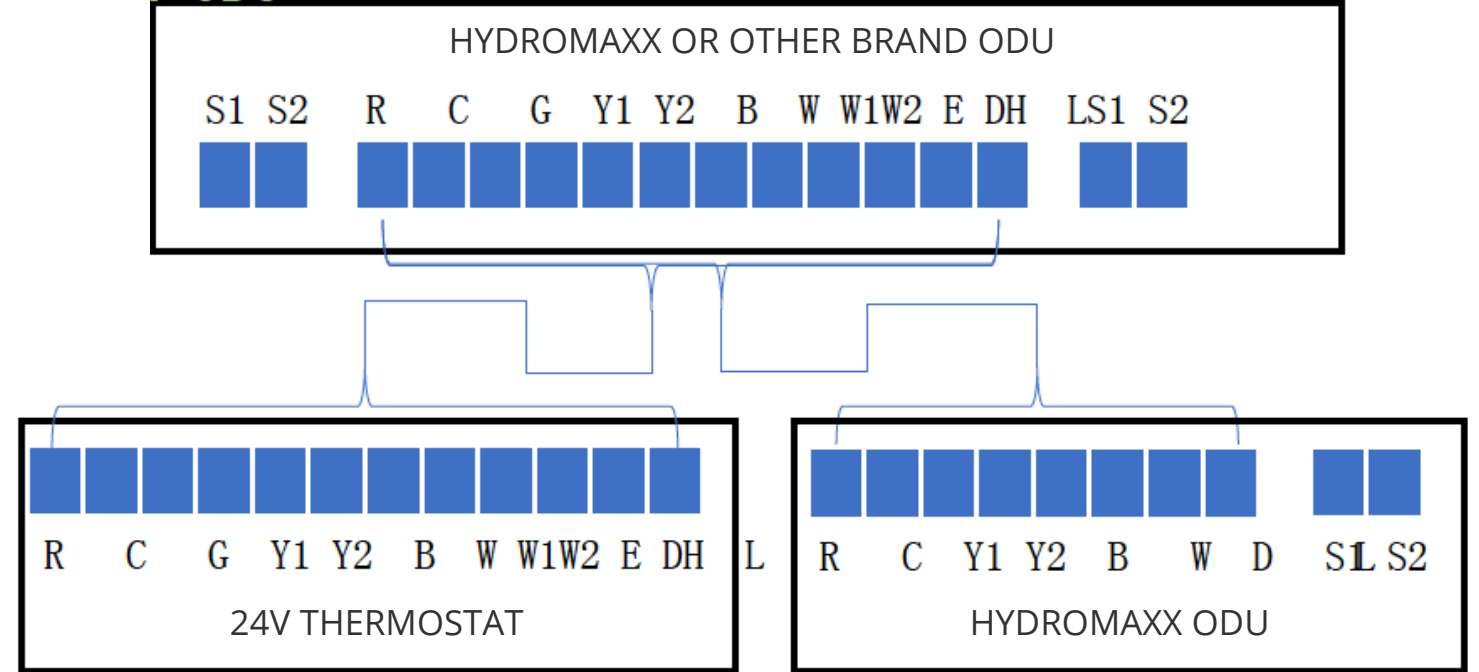 HYDROMAXX OR OTHER BRAND ODU
S1 S2 R C G Y1 Y2 B W W1W2 E DH LS1 S2
R C G Y1 Y2 B W W1W2 E DH L R C Y1 Y2 B W D S1L S2
24V THERMOSTAT HYDROMAXX ODU